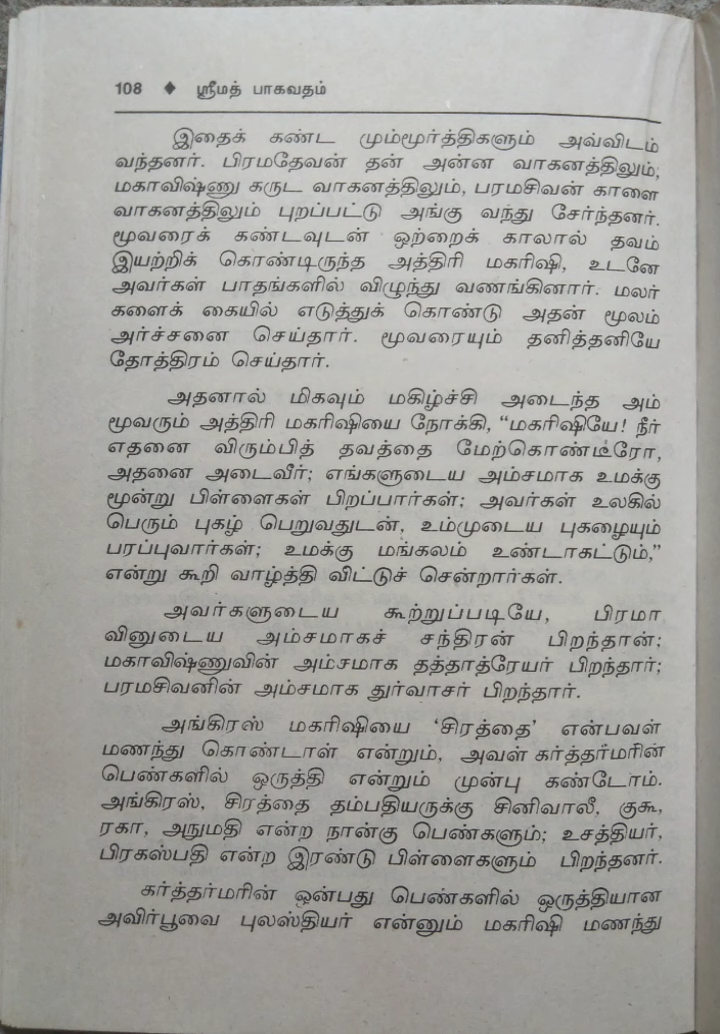 108 ◆ ஸ்ரீமத் பாகவதம்
இதைக் கண்ட மும்மூர்த்திகளும் அவ்விடம்
வந்தனர். பிரமதேவன் தன் அன்ன வாகனத்திலும்,
மகாவிஷ்ணு கருட வாகனத்திலும், பரமசிவன் காளை
வாகனத்திலும் புறப்பட்டு அங்கு வந்து சேர்ந்தனர்.
மூவரைக் கண்டவுடன் ஒற்றைக் காலால் தவம்
இயற்றிக் கொண்டிருந்த அத்திரி மகரிஷி, உடனே
அவர்கள் பாதங்களில் விழுந்து வணங்கினார். மலர்
களைக் கையில் எடுத்துக் கொண்டு அதன் மூலம்
அர்ச்சனை செய்தார். மூவரையும் தனித்தனியே
தோத்திரம் செய்தார்.
அதனால் மிகவும் மகிழ்ச்சி அடைந்த அம்
மூவரும் அத்திரி மகரிஷியை நோக்கி, “மகரிஷியே! நீர்
எதனை விரும்பித் தவத்தை மேற்கொண்டீரோ,
அதனை அடைவீர்; எங்களுடைய அம்சமாக உமக்கு
மூன்று பிள்ளைகள் பிறப்பார்கள்; அவர்கள் உலகில்
பெரும் புகழ் பெறுவதுடன், உம்முடைய புகழையும்
பரப்புவார்கள்; உமக்கு மங்கலம் உண்டாகட்டும்,”
என்று கூறி வாழ்த்தி விட்டுச் சென்றார்கள்.
அவர்களுடைய கூற்றுப்படியே, பிரமா
வினுடைய அம்சமாகச் சந்திரன் பிறந்தான்;
மகாவிஷ்ணுவின் அம்சமாக தத்தாத்ரேயர் பிறந்தார்;
பரமசிவனின் அம்சமாக துர்வாசர் பிறந்தார்.
அங்கிரஸ் மகரிஷியை ‘சிரத்தை’ என்பவள்
மணந்து கொண்டாள் என்றும், அவள் கர்த்தர்மரின்
பெண்களில் ஒருத்தி என்றும் முன்பு கண்டோம்.
அங்கிரஸ், சிரத்தை தம்பதியருக்கு சினிவாலீ, குகூ,
ரகா, அநுமதி என்ற நான்கு பெண்களும்; உசத்தியர்,
பிரகஸ்பதி என்ற இரண்டு பிள்ளைகளும் பிறந்தனர்.
கர்த்தர்மரின் ஒன்பது பெண்களில் ஒருத்தியான
அவிர்பூவை புலஸ்தியர் என்னும் மகரிஷி மணந்து